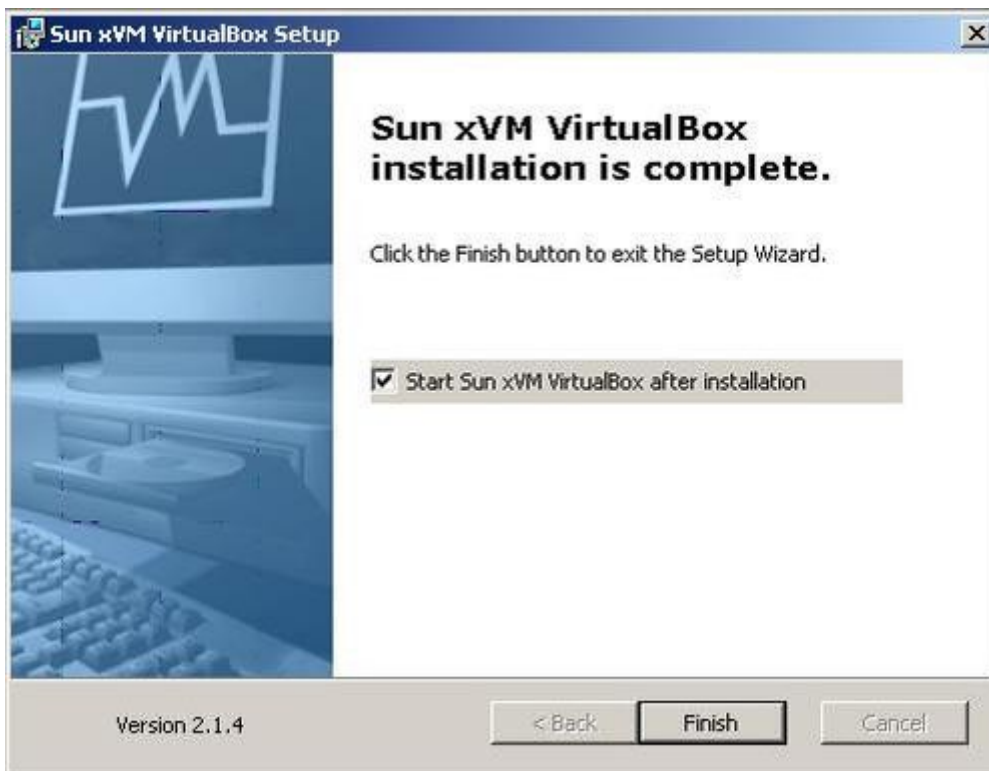 Sun xVM VirtualBox Setup
Sun xVM VirtualBox
installation is complete.
Click the Finish button to exit the Setup Wizard.
Start Sun xVM VirtualBox after installation
Version 2.1.4
< Back
Finish
Cancel